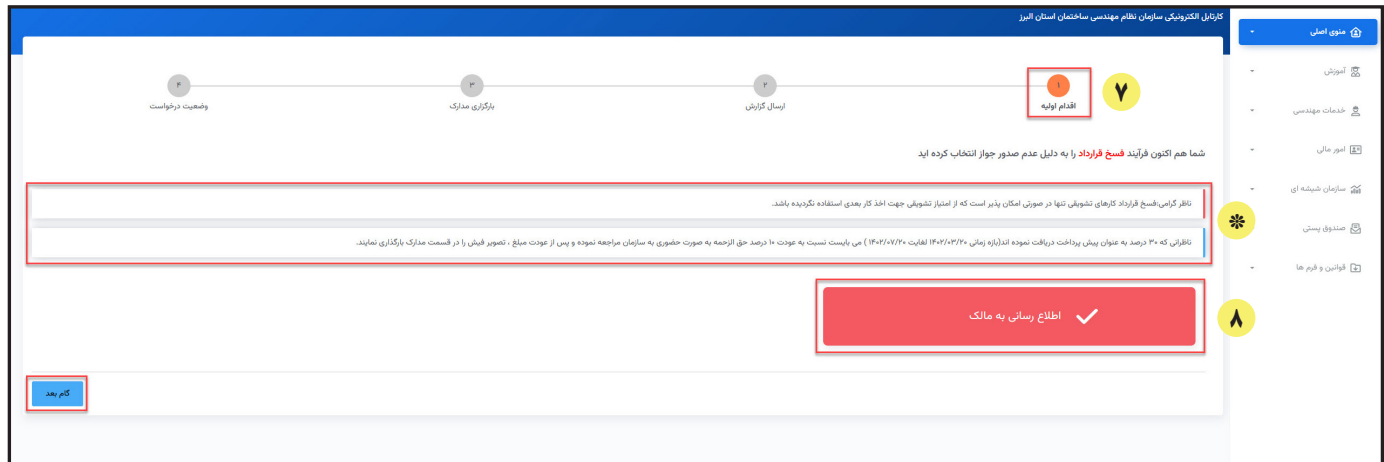 کارتابل الکترونیکی سازمان نظام مهندسی ساختمان استان البرز
منوی اصلی
آموزش
خدمات مهندسی
امور مالی
سازمان شیشه ای
صندوق پستی
قوانین و فرم ها
۷
۱
اقدام اولیه
۲
ارسال گزارش
۳
بارگزاری مدارک
۴
وضعیت درخواست
شما هم اکنون فرآیند فسخ قرارداد را به دلیل عدم صدور جواز انتخاب کرده اید
*
ناظر گرامی:فسخ قرارداد کارهای تشویقی تنها در صورتی امکان پذیر است که از امتیاز تشویقی جهت اخذ کار بعدی استفاده نگردیده باشد.
ناظرانی که ۳۰ درصد به عنوان پیش پرداخت دریافت نموده اند(بازه زمانی ۱۴۰۲/۰۳/۲۰ لغایت ۱۴۰۲/۰۷/۲۰ ) می بایست نسبت به عودت ۱۰ درصد حق الزحمه به صورت حضوری به سازمان مراجعه نموده و پس از عودت مبلغ ، تصویر فیش را در قسمت مدارک بارگذاری نمایند.
۸
اطلاع رسانی به مالک
گام بعد